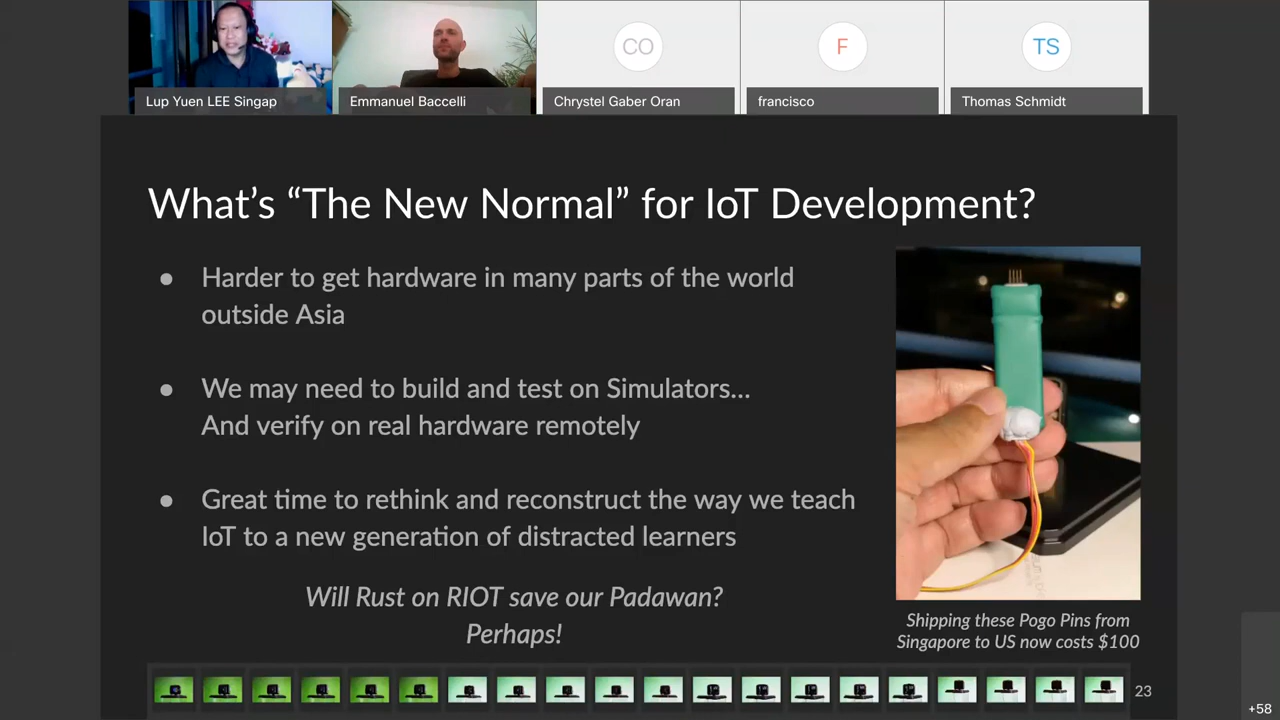 CO
F
TS
Lup Yuen LEE Singap
Emmanuel Baccelli
Chrystel Gaber Oran
francisco
Thomas Schmidt
What's “The New Normal” for IoT Development?
● Harder to get hardware in many parts of the world
outside Asia
● We may need to build and test on Simulators...
And verify on real hardware remotely
● Great time to rethink and reconstruct the way we teach
IoT to a new generation of distracted learners
Will Rust on RIOT save our Padawan?
Perhaps!
Shipping these Pogo Pins from
Singapore to US now costs $100
23
+58